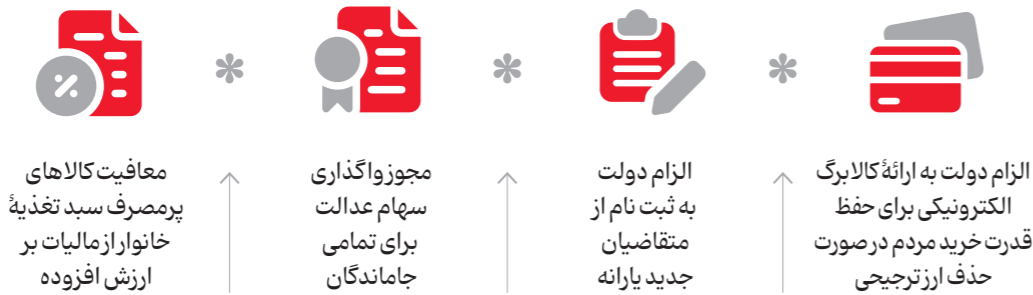 الزام دولت به ارائهٔ کالابرگ
الکترونیکی برای حفظ
قدرت خرید مردم در صورت
حذف ارز ترجیحی
الزام دولت
به ثبت نام از
متقاضیان
جدید یارانه
مجوز واگذاری
سهام عدالت
برای تمامی
جاماندگان
معافیت کالاهای
پرمصرف سبد تغذیهٔ
خانوار از مالیات بر
ارزش افزوده
%